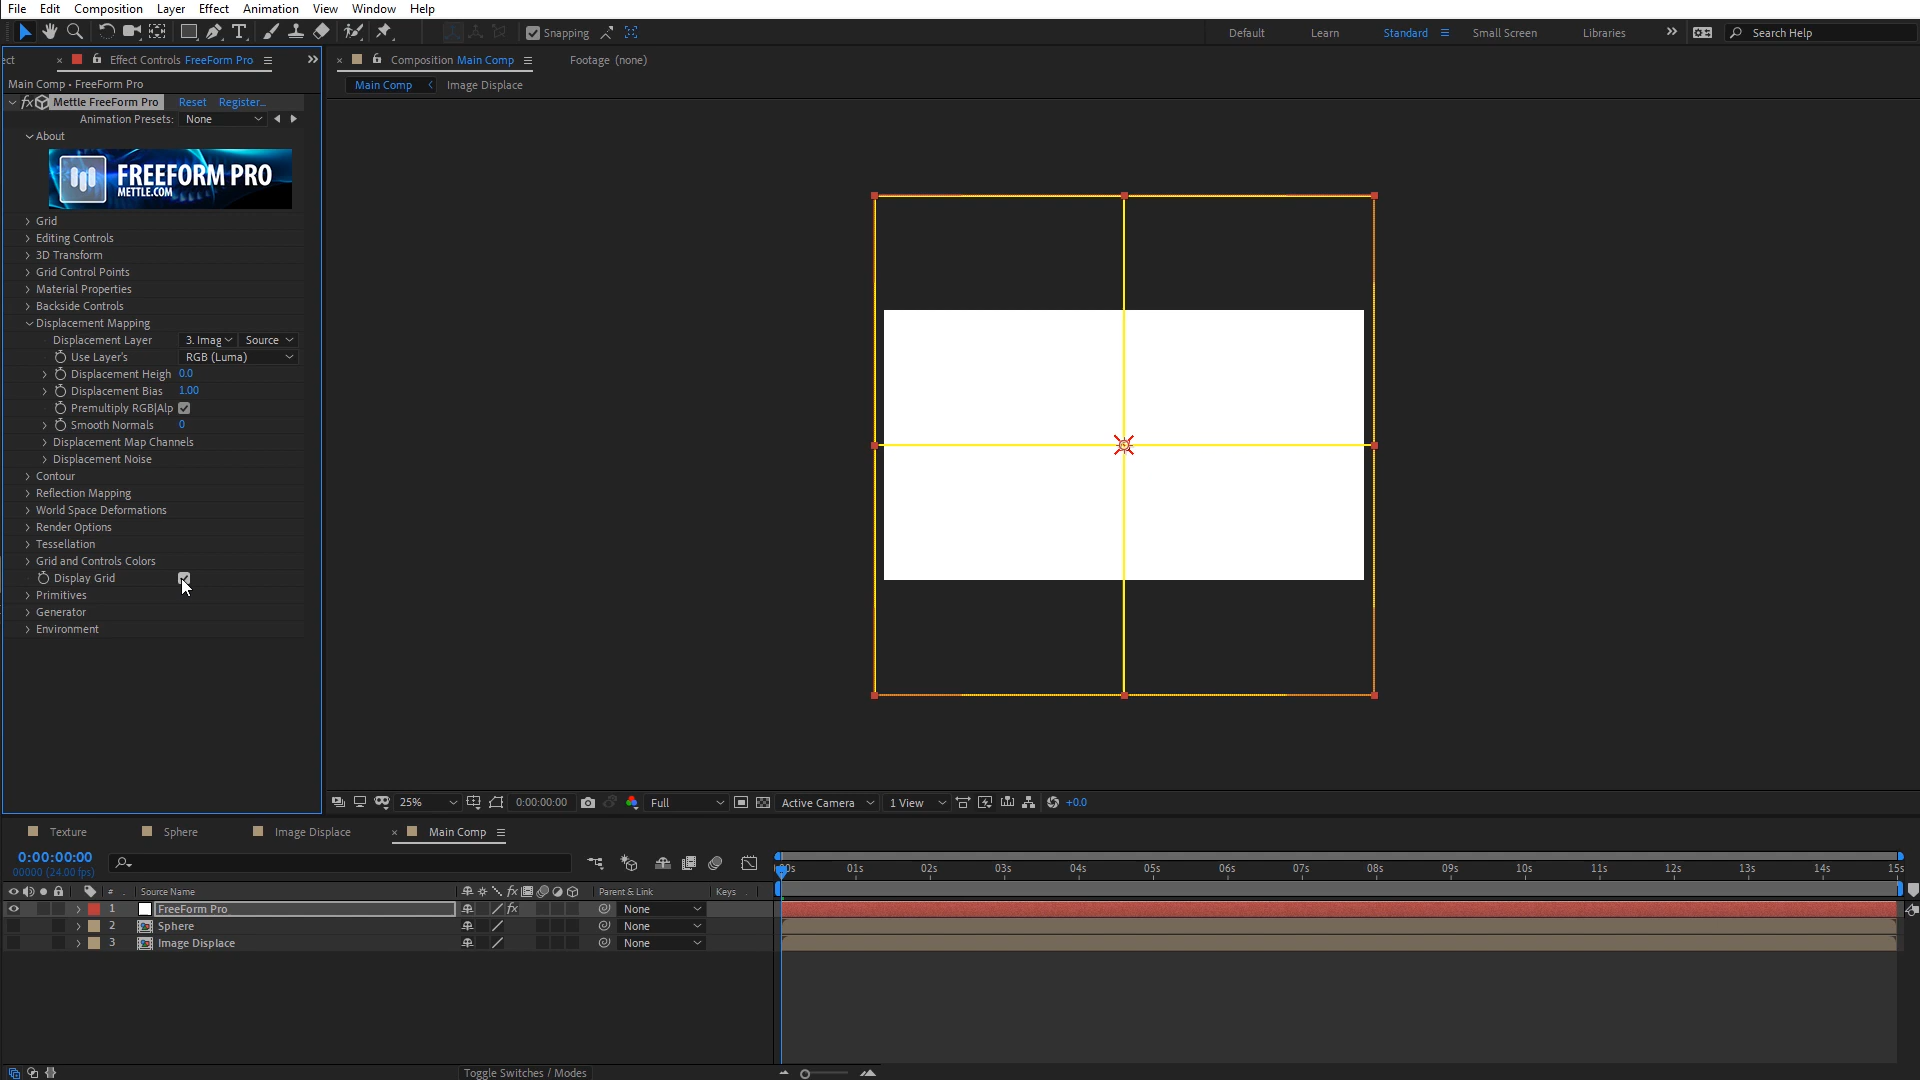 File Edit Composition Layer Effect Animation View Window Help
Snapping Default Learn Standard Small Screen Libraries Search Help
ect Effect Controls FreeForm Pro Composition Main Comp Footage (none)
Main Comp • FreeForm Pro
Main Comp Image Displace
fx Mettle FreeForm Pro Reset Register...
Animation Presets: None
About
FREEFORM PRO
METTLE.COM
Grid
Editing Controls
3D Transform
Grid Control Points
Material Properties
Backside Controls
Displacement Mapping
Displacement Layer 3. Imag Source
Use Layer's RGB (Luma)
Displacement Heigh 0.0
Displacement Bias 1.00
Premultiply RGB|Alp
Smooth Normals 0
Displacement Map Channels
Displacement Noise
Contour
Reflection Mapping
World Space Deformations
Render Options
Tessellation
Grid and Controls Colors
Display Grid
Primitives
Generator
Environment
25% 0:00:00:00 Full Active Camera 1 View +0.0
Texture Sphere Image Displace Main Comp
0:00:00:00
00000 (24.00 fps)
00s 01s 02s 03s 04s 05s 06s 07s 08s 09s 10s 11s 12s 13s 14s 15s
# Source Name fx Parent & Link Keys
1 FreeForm Pro fx None
2 Sphere None
3 Image Displace None
Toggle Switches / Modes